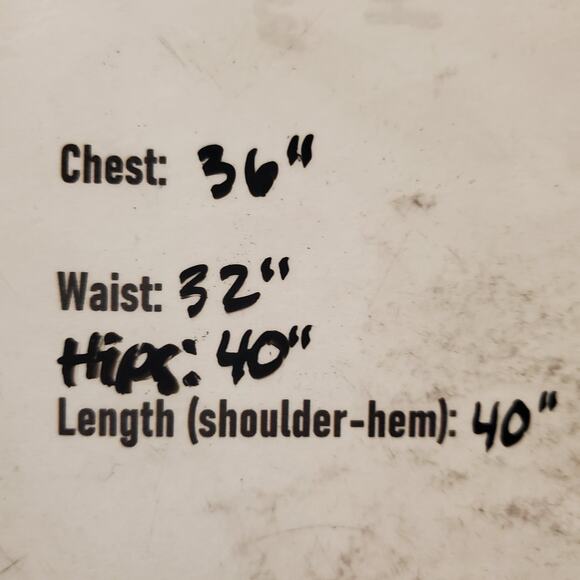 Chest: 36"
Waist: 32"
Hips: 40"
Length (shoulder-hem): 40"